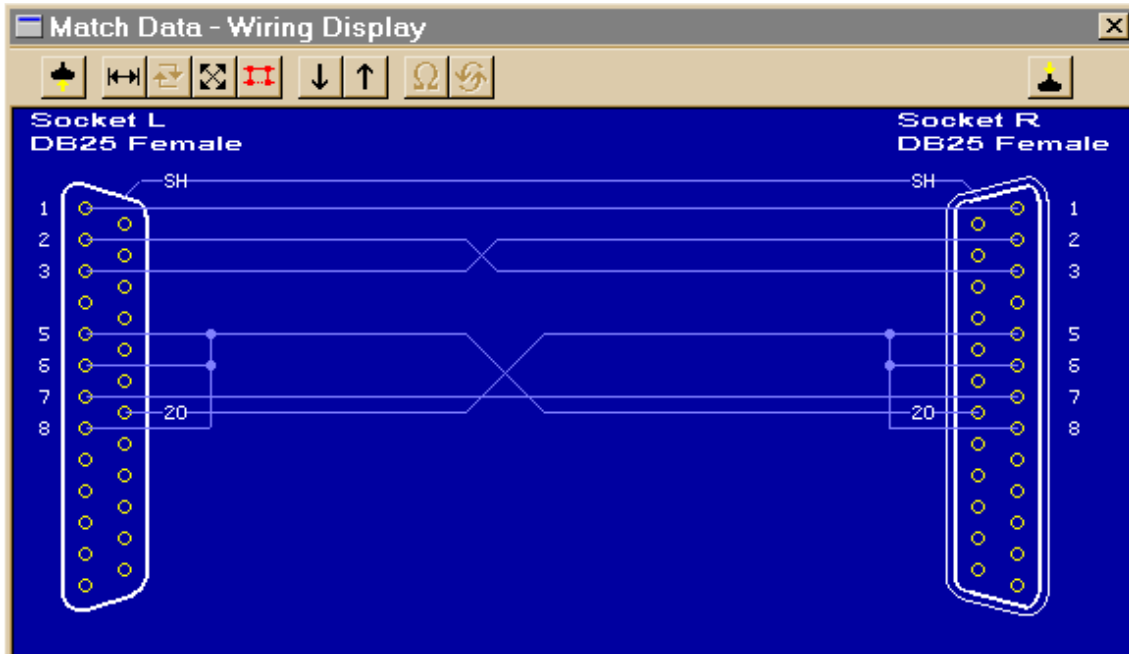 Match Data - Wiring Display
Ω
Socket L
DB25 Female
Socket R
DB25 Female
SH SH
1 1
2 2
3 3
5 5
6 6
7 7
20 20
8 8